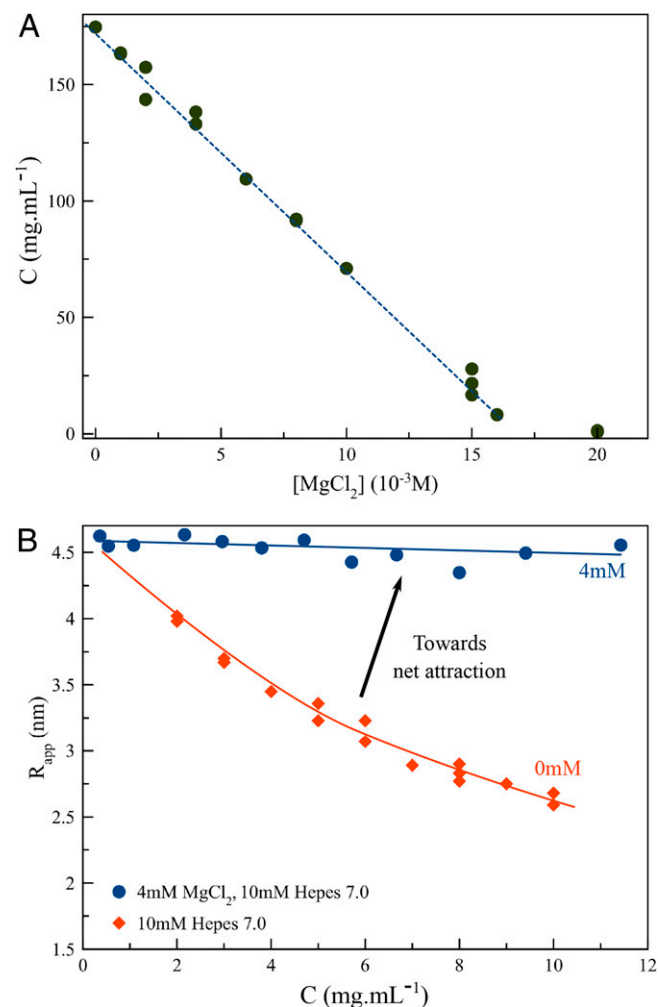 A
150
100
50
0
C (mg.mL⁻¹)
0
5
10
15
20
[MgCl₂] (10⁻³M)
B
4.5
4
3.5
3
2.5
2
1.5
R_app (nm)
4mM
Towards
net attraction
0mM
4mM MgCl₂, 10mM Hepes 7.0
10mM Hepes 7.0
2
4
6
8
10
12
C (mg.mL⁻¹)